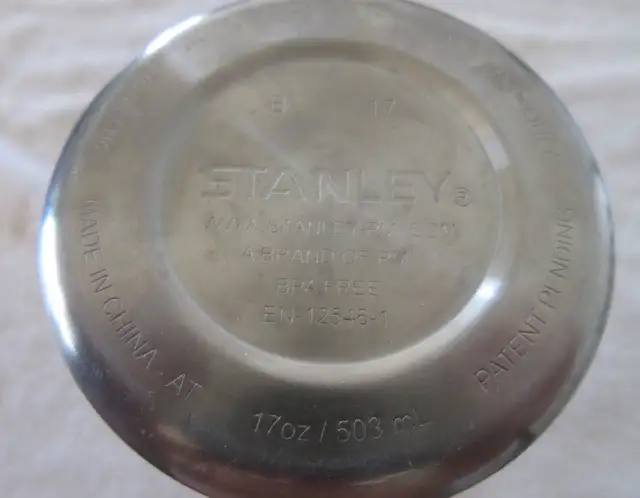 8 17
STANLEY®
WWW.STANLEY-PMI.COM
A BRAND OF PMI
BPA FREE
EN-12546-1
MADE IN CHINA - AT
17oz / 503 mL
PATENT PENDING